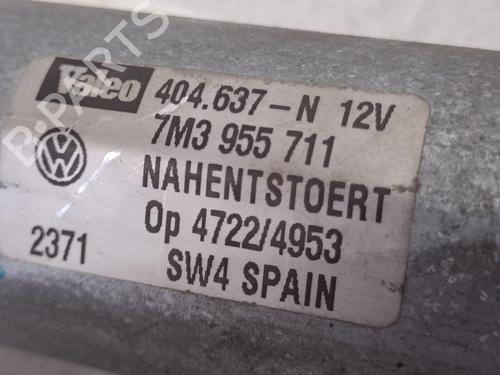 B-PARTS
Valeo 404.637-N 12V
7M3 955 711
NAHENTSTOERT
Op 4722/4953
2371 SW4 SPAIN